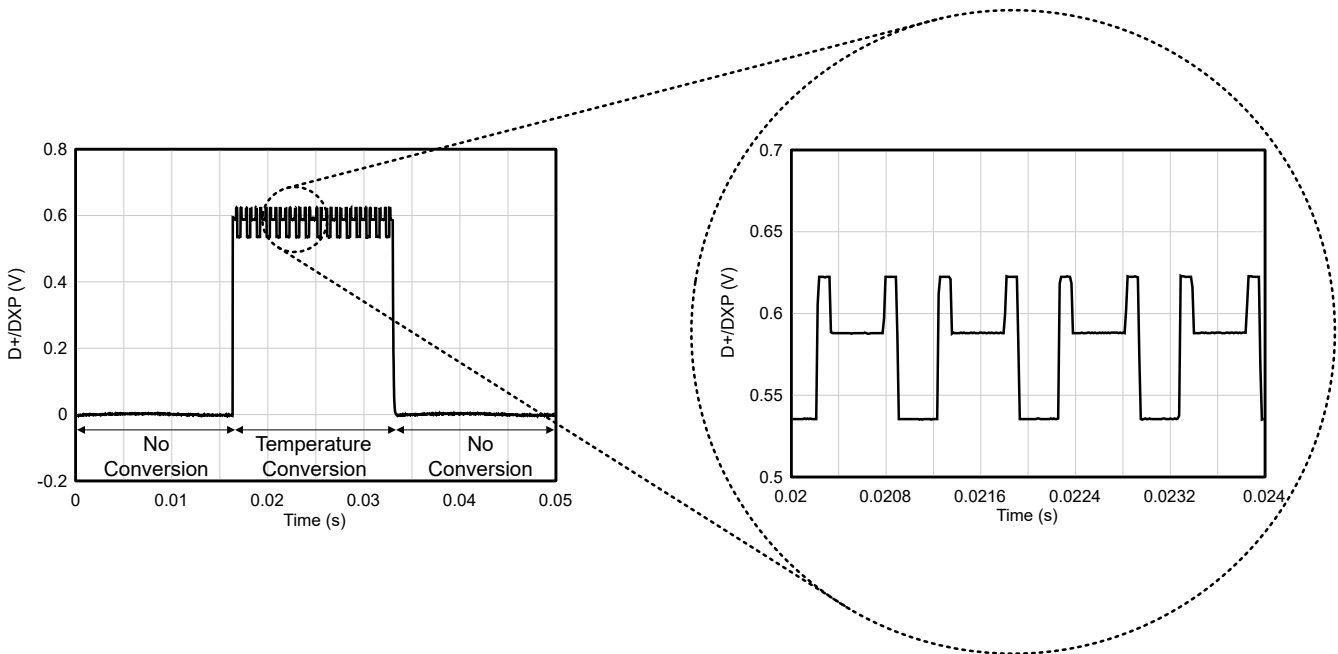 0.8
0.6
0.4
0.2
0
-0.2
D+/DXP (V)
No
Conversion
Temperature
Conversion
No
Conversion
0
0.01
0.02
0.03
0.04
0.05
Time (s)
0.7
0.65
0.6
0.55
0.5
D+/DXP (V)
0.02
0.0208
0.0216
0.0224
0.0232
0.024
Time (s)